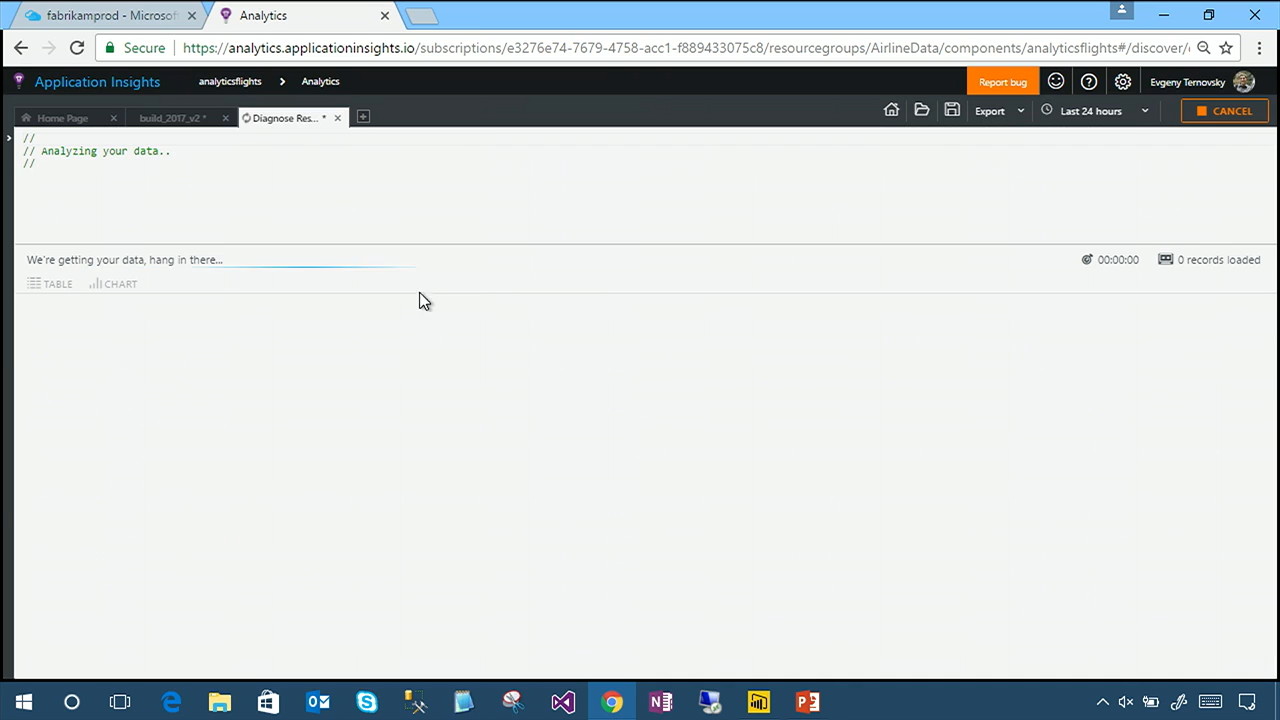 fabrikamprod - Microsoft
Analytics
Secure
https://analytics.applicationinsights.io/subscriptions/e3276e74-7679-4758-acc1-f889433075c8/resourcegroups/AirlineData/components/analyticsflights#/discover/
Application Insights
analyticsflights > Analytics
Report bug
Evgeny Ternovsky
Home Page
build_2017_v2 *
Diagnose Res... *
Export
Last 24 hours
CANCEL
//
// Analyzing your data..
//
We're getting your data, hang in there...
00:00:00
0 records loaded
TABLE
CHART